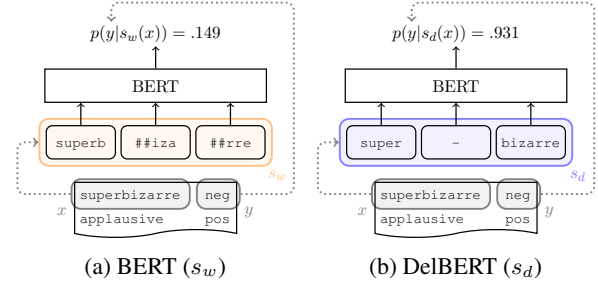 p(y|s_w(x)) = .149
BERT
superb ##iza ##rre
s_w
x superbizarre neg y
applausive pos
(a) BERT (s_w)
p(y|s_d(x)) = .931
BERT
super - bizarre
s_d
x superbizarre neg y
applausive pos
(b) DelBERT (s_d)